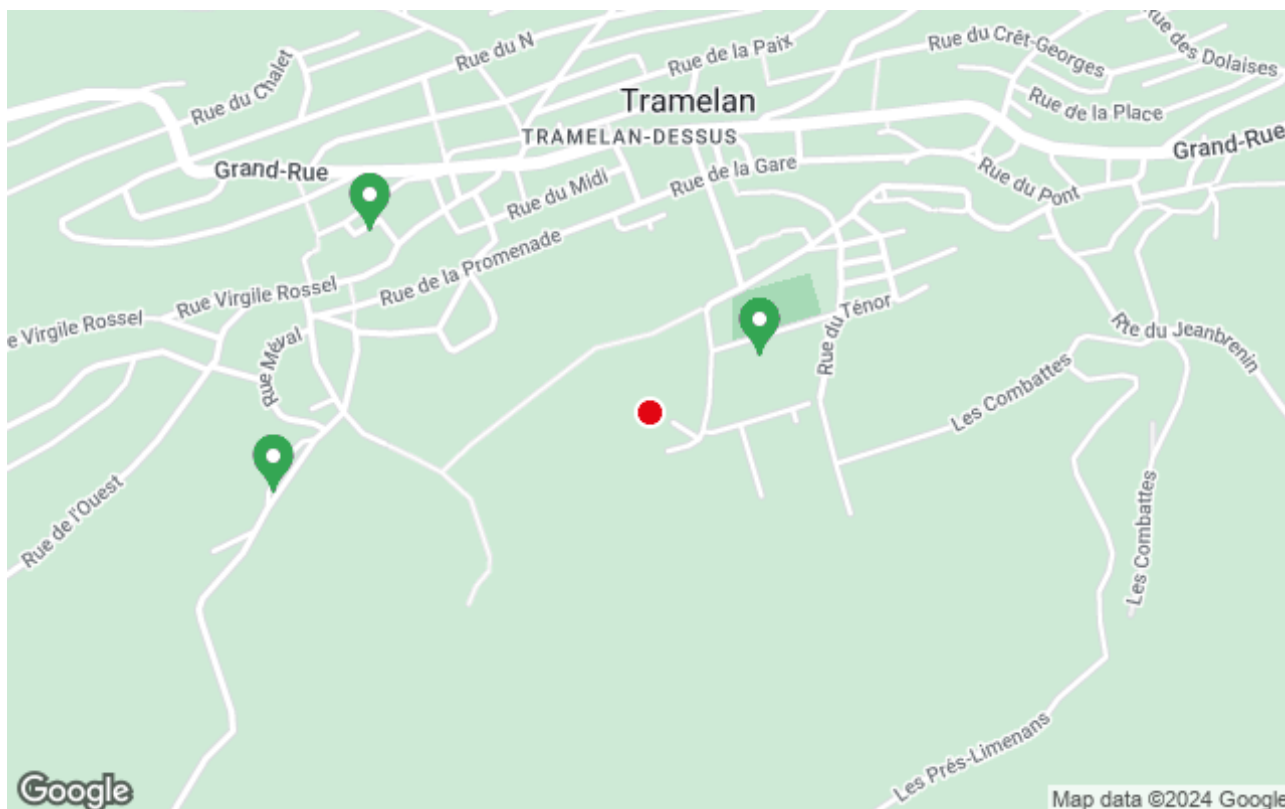 Rue du Chalet
Rue du N
Rue de la Paix
Rue du Crêt-Georges
Rue des Dolaises
Tramelan
Rue de la Place
TRAMELAN-DESSUS
Grand-Rue
Grand-Rue
Rue du Midi
Rue de la Gare
Rue du Pont
Rue de la Promenade
Rue Virgile Rossel
e Virgile Rossel
Rue Méval
Rue du Ténor
Rte du Jeanbrenin
Les Combattes
Rue de l'Ouest
Les Combattes
Les Prés-Limenans
Google
Map data ©2024 Google